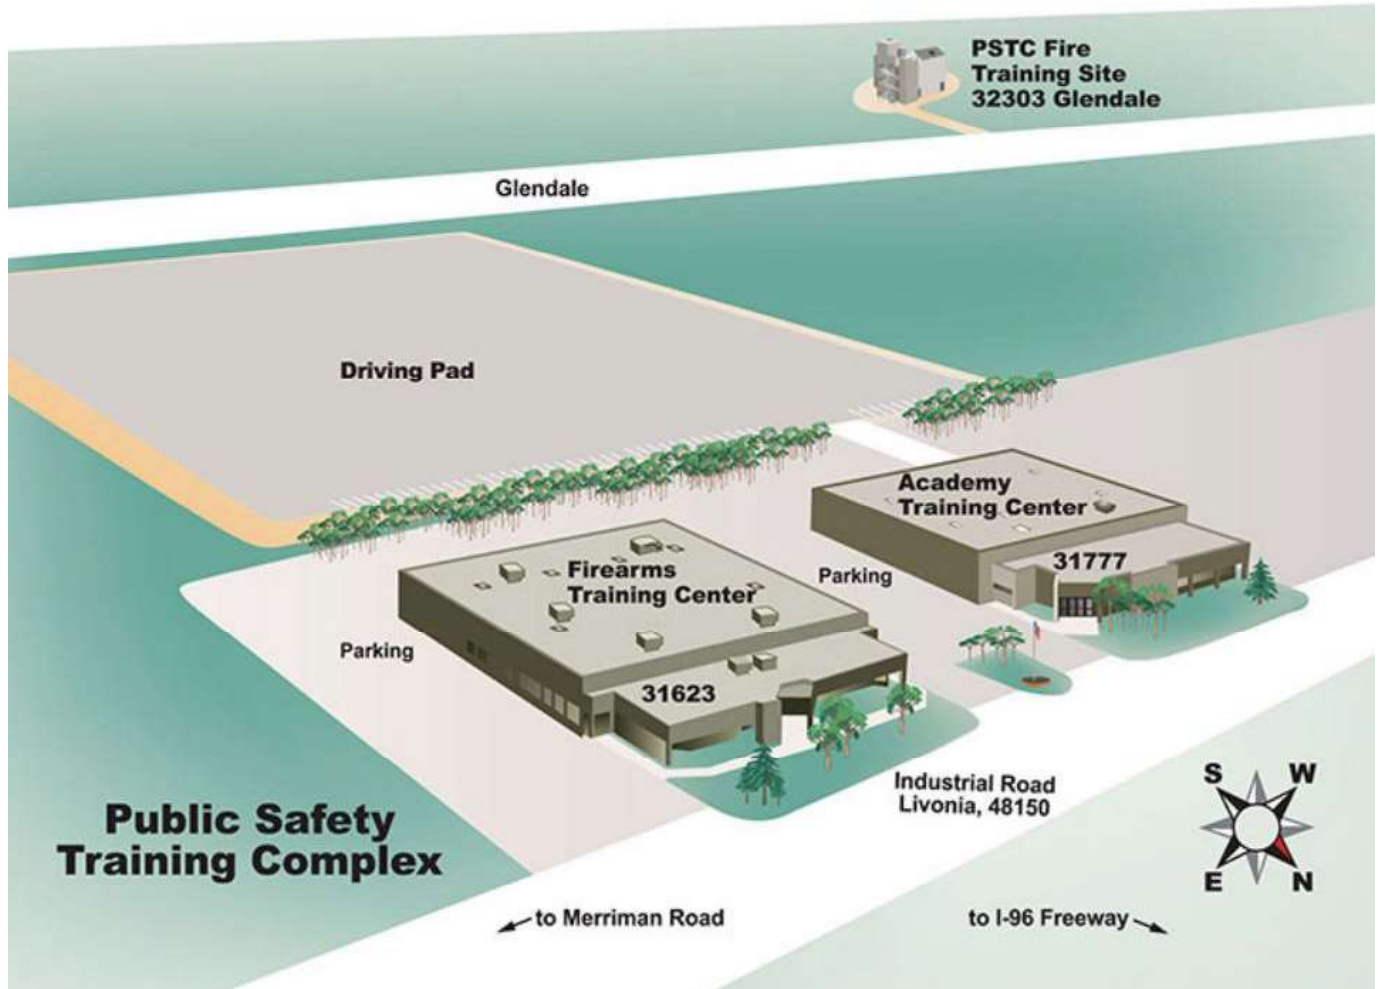 PSTC Fire
Training Site
32303 Glendale
Glendale
Driving Pad
Academy
Training Center
31777
Parking
Firearms
Training Center
Parking
31623
Industrial Road
Livonia, 48150
S W
E N
Public Safety
Training Complex
to Merriman Road
to I-96 Freeway